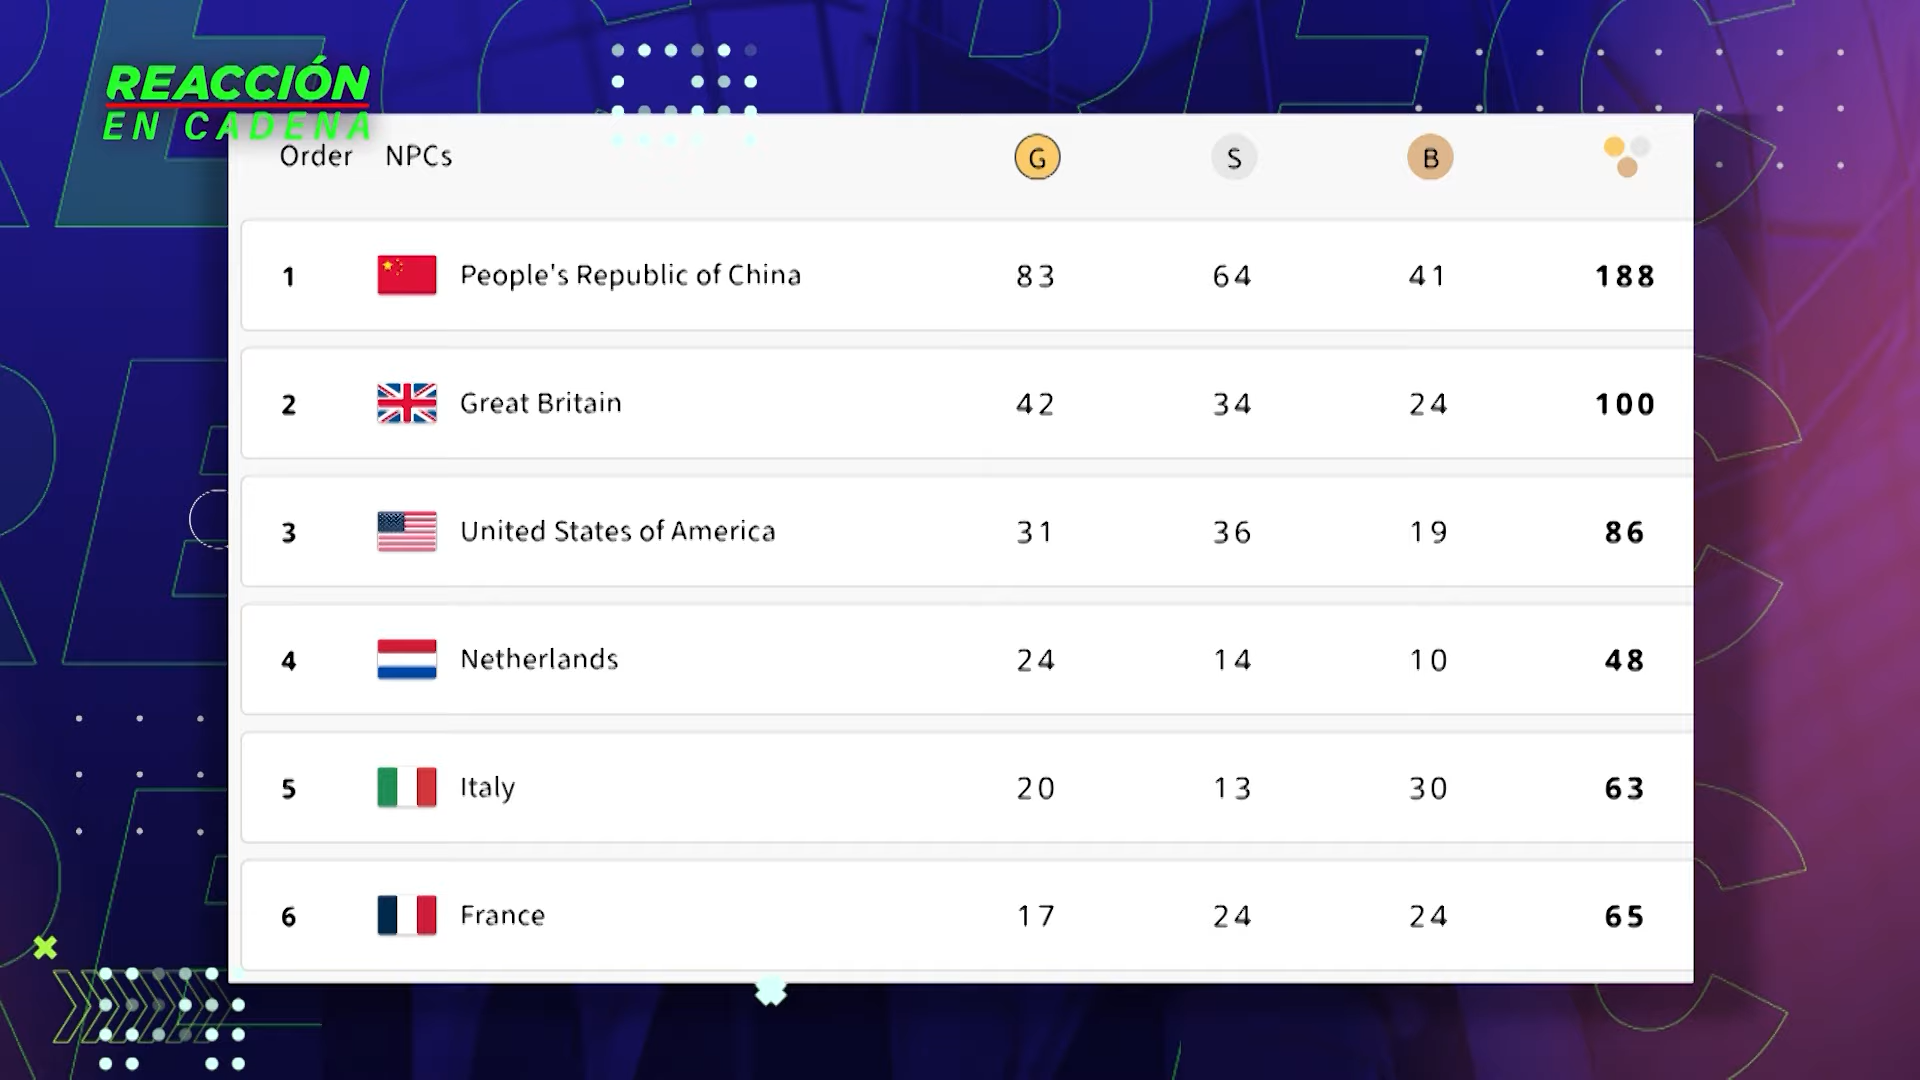 REACCIÓN
EN CADENA
Order NPCs G S B
1 People's Republic of China 83 64 41 188
2 Great Britain 42 34 24 100
3 United States of America 31 36 19 86
4 Netherlands 24 14 10 48
5 Italy 20 13 30 63
6 France 17 24 24 65